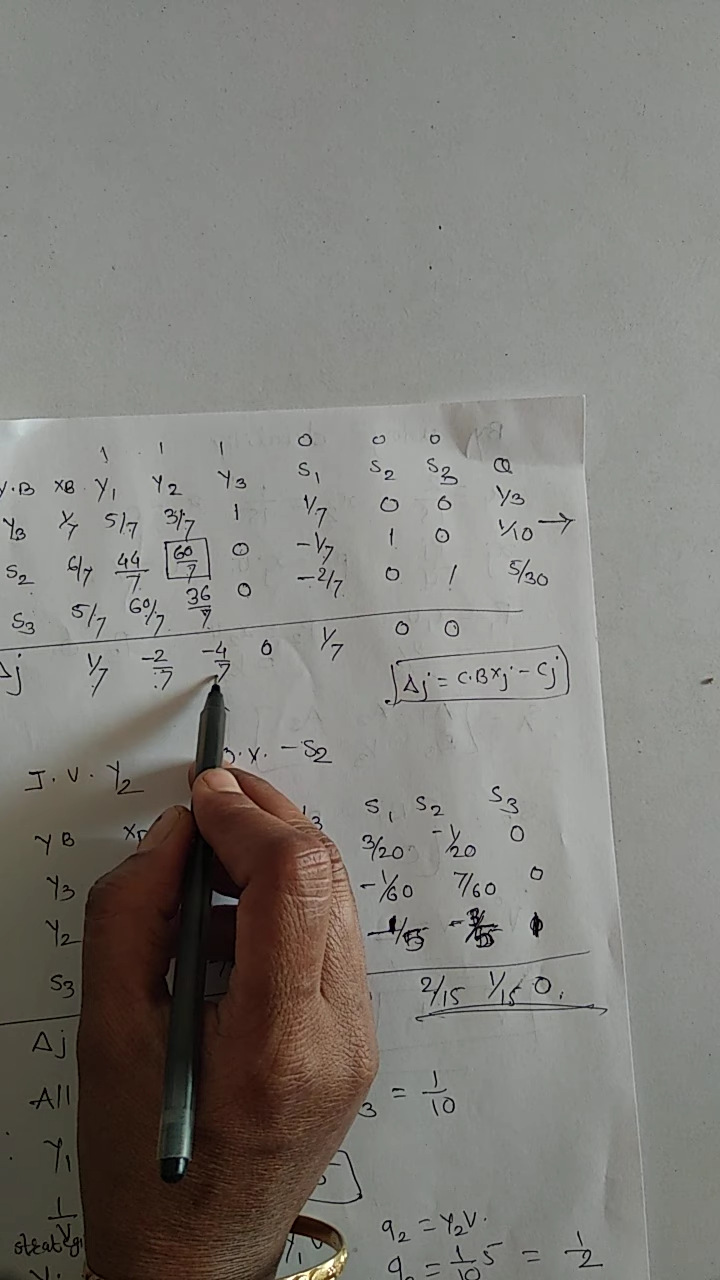 1 1 1 0 0 0
Y.B XB. Y1 Y2 Y3 S1 S2 S3 Q
Y3 1/7 5/7 3/7 1 1/7 0 0 1/3
S2 6/7 44/7 60/7 0 -1/7 1 0 1/10 →
S3 5/7 60/7 36/7 0 -2/7 0 1 5/30
Δj 1/7 -2/7 -4/7 0 1/7 0 0
Δj = C.B Xj - Cj
I.V. Y2 .V. - S2
YB S1 S2 S3
Y3 3/20 -1/20 0
Y2 -1/60 7/60 0
S3
Δj 2/15 1/15 0.
All 3 = 1/10
Y1
1/V q2 = Y2V.
q2 = 1/10 5 = 1/2